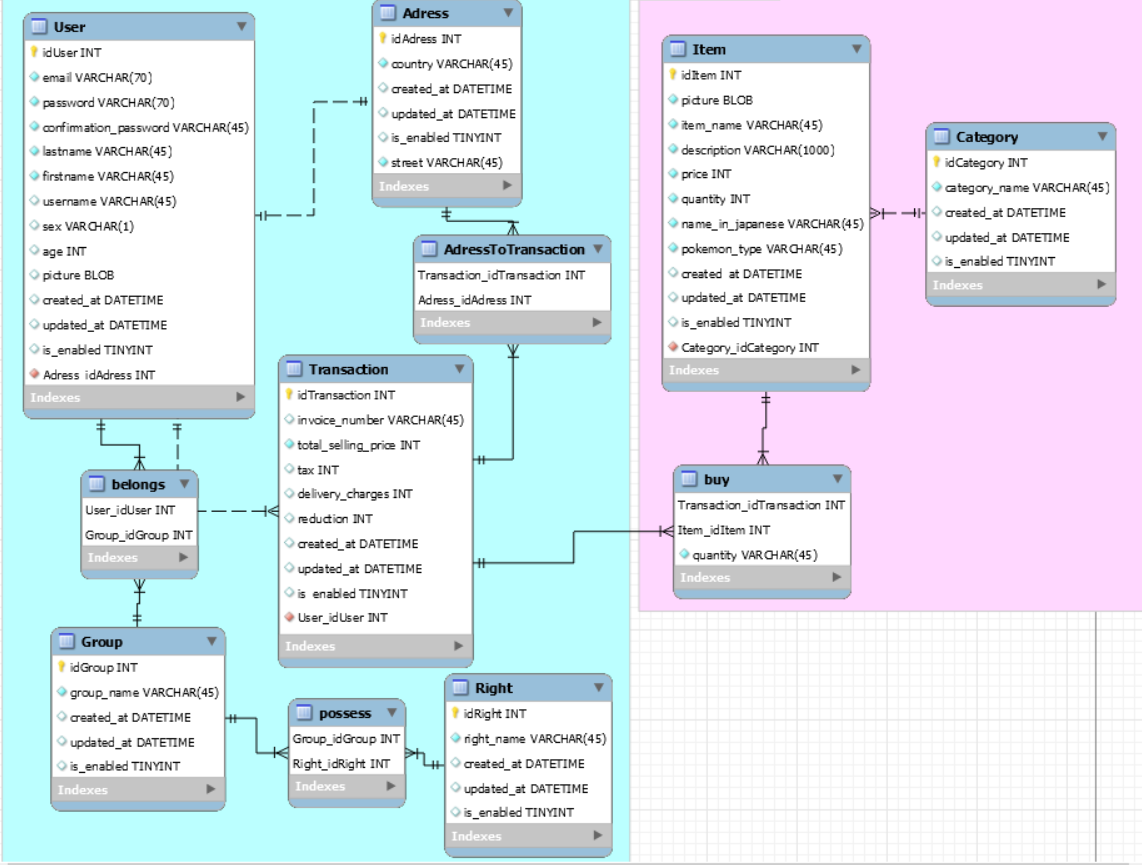 User
idUser INT
email VARCHAR(70)
password VARCHAR(70)
confirmation_password VARCHAR(45)
lastname VARCHAR(45)
firstname VARCHAR(45)
username VARCHAR(45)
sex VARCHAR(1)
age INT
picture BLOB
created_at DATETIME
updated_at DATETIME
is_enabled TINYINT
Adress_idAdress INT
Indexes
Adress
idAdress INT
country VARCHAR(45)
created_at DATETIME
updated_at DATETIME
is_enabled TINYINT
street VARCHAR(45)
Indexes
AdressToTransaction
Transaction_idTransaction INT
Adress_idAdress INT
Indexes
Transaction
idTransaction INT
invoice_number VARCHAR(45)
total_selling_price INT
tax INT
delivery_charges INT
reduction INT
created_at DATETIME
updated_at DATETIME
is_enabled TINYINT
User_idUser INT
Indexes
belongs
User_idUser INT
Group_idGroup INT
Indexes
Group
idGroup INT
group_name VARCHAR(45)
created_at DATETIME
updated_at DATETIME
is_enabled TINYINT
Indexes
possess
Group_idGroup INT
Right_idRight INT
Indexes
Right
idRight INT
right_name VARCHAR(45)
created_at DATETIME
updated_at DATETIME
is_enabled TINYINT
Indexes
Item
idItem INT
picture BLOB
item_name VARCHAR(45)
description VARCHAR(1000)
price INT
quantity INT
name_in_japanese VARCHAR(45)
pokemon_type VARCHAR(45)
created_at DATETIME
updated_at DATETIME
is_enabled TINYINT
Category_idCategory INT
Indexes
Category
idCategory INT
category_name VARCHAR(45)
created_at DATETIME
updated_at DATETIME
is_enabled TINYINT
Indexes
buy
Transaction_idTransaction INT
Item_idItem INT
quantity VARCHAR(45)
Indexes